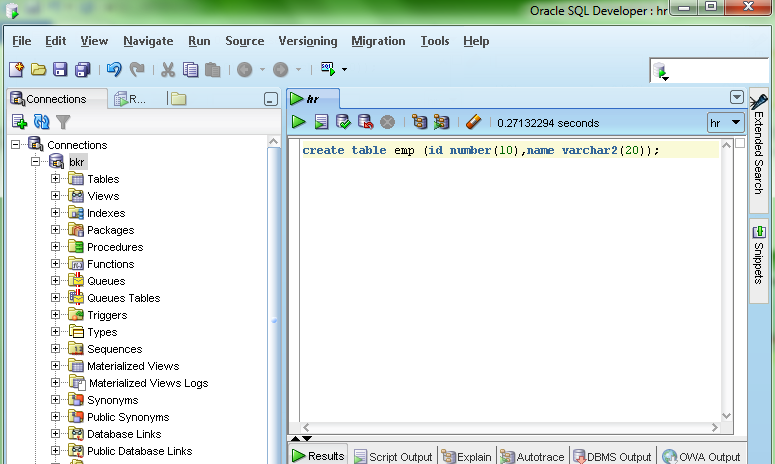 Oracle SQL Developer : hr
File Edit View Navigate Run Source Versioning Migration Tools Help
SQL
Connections R...
hr
0.27132294 seconds hr
Connections
bkr
Tables
Views
Indexes
Packages
Procedures
Functions
Queues
Queues Tables
Triggers
Types
Sequences
Materialized Views
Materialized Views Logs
Synonyms
Public Synonyms
Database Links
Public Database Links
create table emp (id number(10),name varchar2(20));
Extended Search
Snippets
Results Script Output Explain Autotrace DBMS Output OWA Output